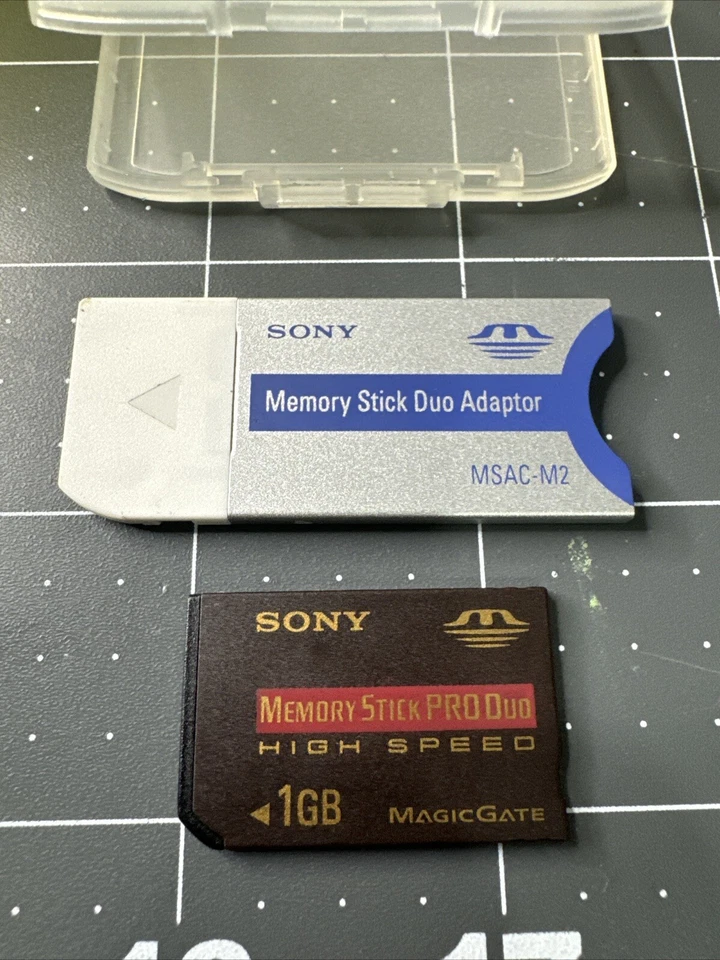 SONY
Memory Stick Duo Adaptor
MSAC-M2
SONY
MEMORY STICK PRO DUO
HIGH SPEED
1GB MAGICGATE